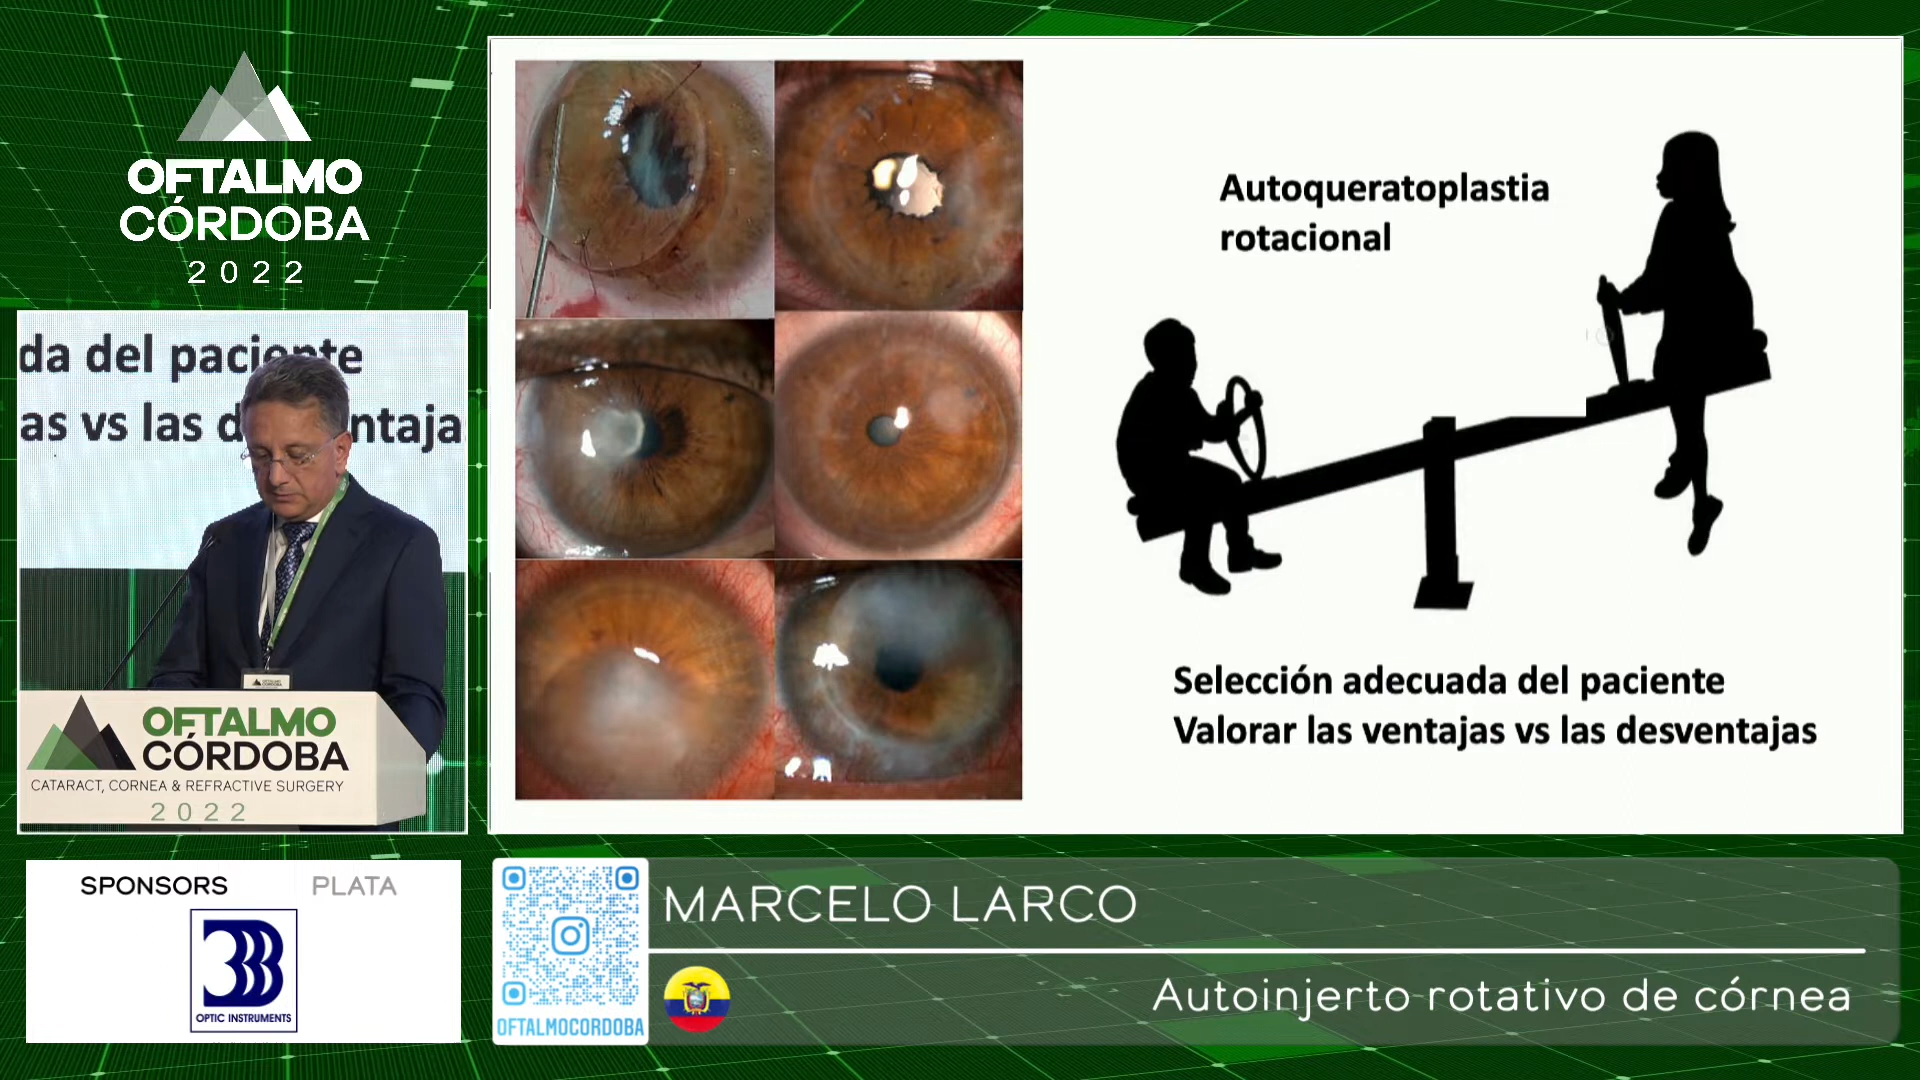 OFTALMO
CÓRDOBA
2022
da del paciente
as vs las d ntaja
OFTALMO
CÓRDOBA
CATARACT, CORNEA & REFRACTIVE SURGERY
2022
SPONSORS PLATA
3B
OPTIC INSTRUMENTS
Autoqueratoplastia
rotacional
Selección adecuada del paciente
Valorar las ventajas vs las desventajas
OFTALMOCORDOBA
MARCELO LARCO
Autoinjerto rotativo de córnea